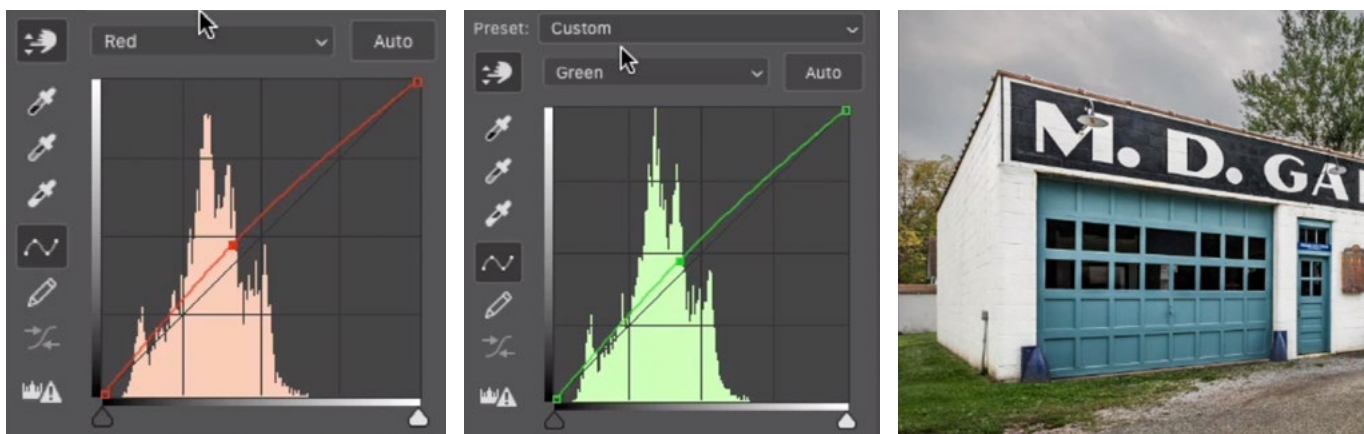 Red
Auto
Preset:
Custom
Green
Auto
M. D. GA